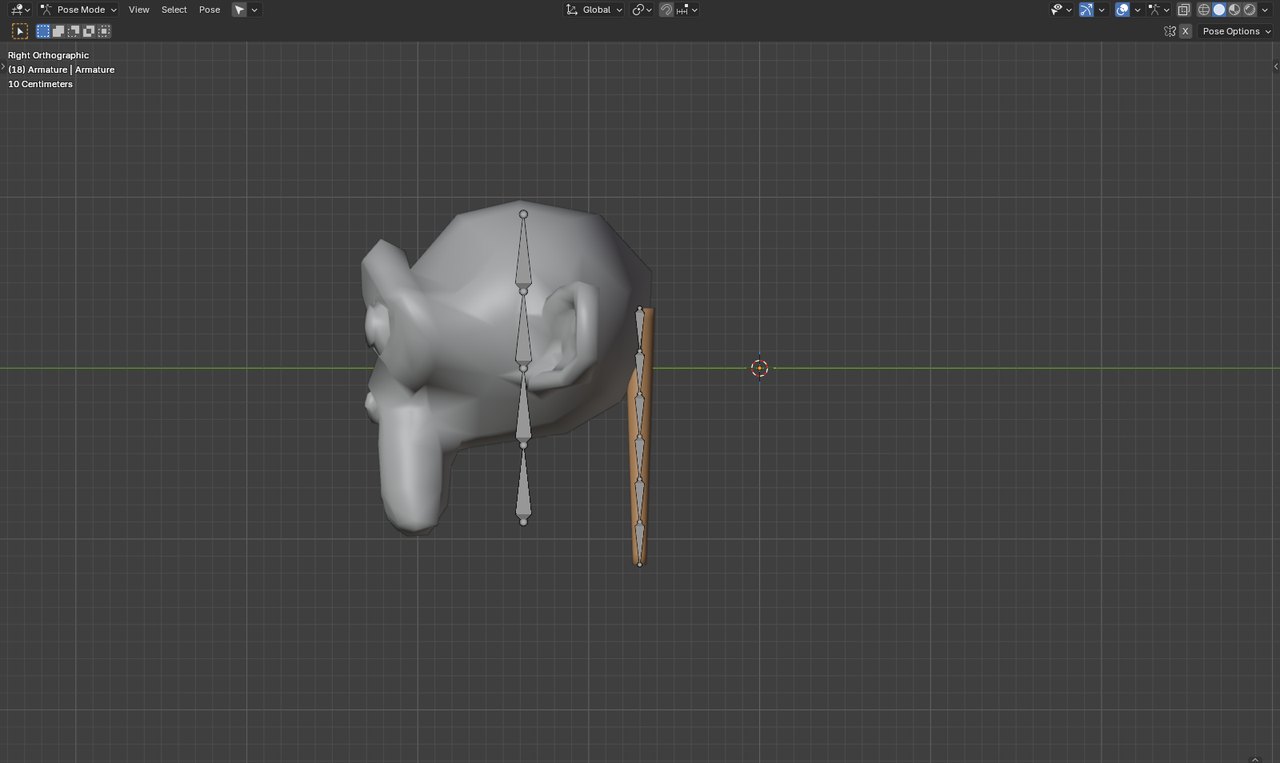 Pose Mode View Select Pose Global
X Pose Options
Right Orthographic
(18) Armature | Armature
10 Centimeters